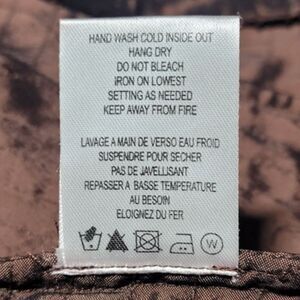 HAND WASH COLD INSIDE OUT
HANG DRY
DO NOT BLEACH
IRON ON LOWEST
SETTING AS NEEDED
KEEP AWAY FROM FIRE
LAVAGE A MAIN DE VERSO EAU FROID
SUSPENDRE POUR SECHER
PAS DE JAVELLISANT
REPASSER A BASSE TEMPERATURE
AU BESOIN
ELOIGNEZ DU FER
W